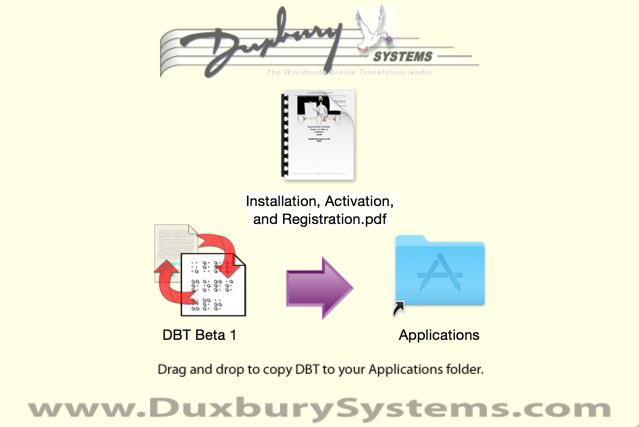 Duxbury
SYSTEMS
The Worldwide Braille Translation leader
Installation, Activation,
and Registration.pdf
DBT Beta 1
Applications
Drag and drop to copy DBT to your Applications folder.
www.DuxburySystems.com